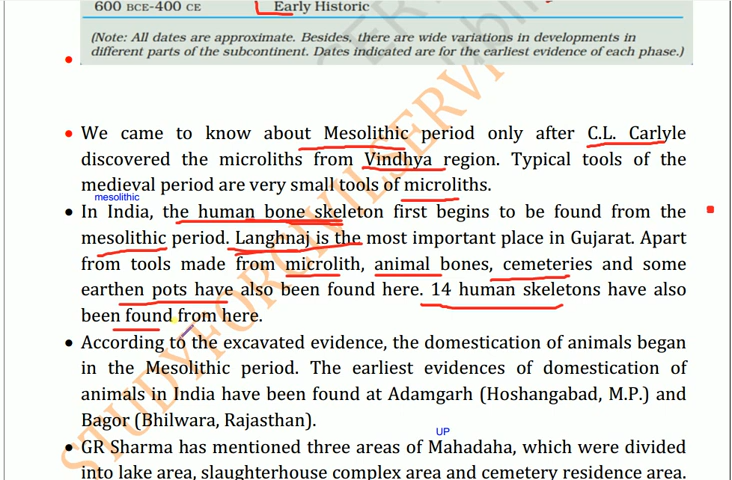 600 BCE-400 CE Early Historic
(Note: All dates are approximate. Besides, there are wide variations in developments in
different parts of the subcontinent. Dates indicated are for the earliest evidence of each phase.)
• We came to know about Mesolithic period only after C.L. Carlyle
discovered the microliths from Vindhya region. Typical tools of the
medieval period are very small tools of microliths.
mesolithic
• In India, the human bone skeleton first begins to be found from the
mesolithic period. Langhnaj is the most important place in Gujarat. Apart
from tools made from microlith, animal bones, cemeteries and some
earthen pots have also been found here. 14 human skeletons have also
been found from here.
• According to the excavated evidence, the domestication of animals began
in the Mesolithic period. The earliest evidences of domestication of
animals in India have been found at Adamgarh (Hoshangabad, M.P.) and
Bagor (Bhilwara, Rajasthan).
UP
• GR Sharma has mentioned three areas of Mahadaha, which were divided
into lake area, slaughterhouse complex area and cemetery residence area.
STUDYFORCIVILSERVI